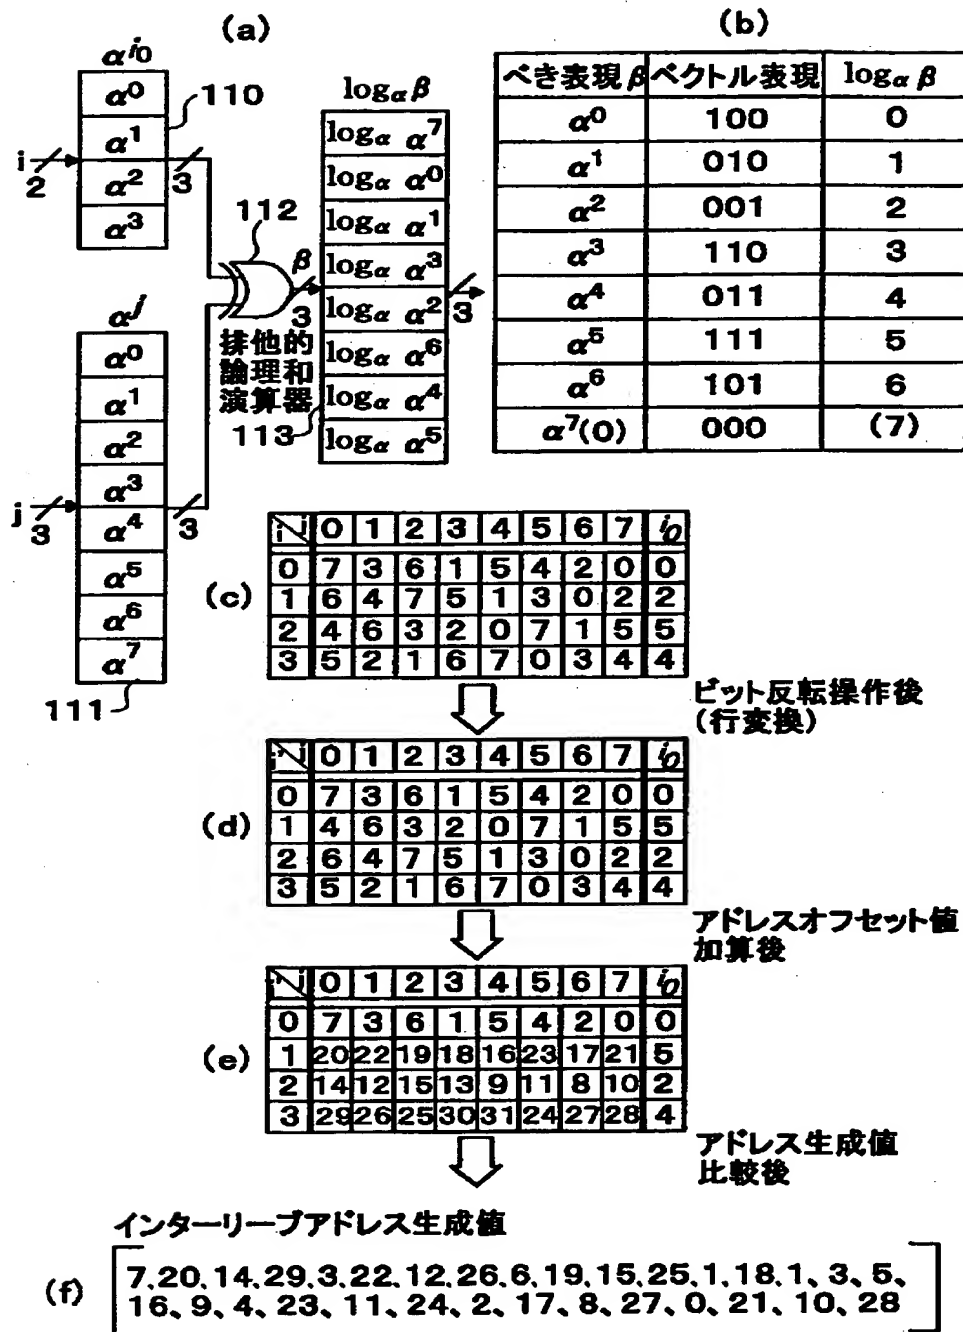 (a)
α^i0
α^0
α^1
α^2
α^3
110
i
2
3
112
β
3
排他的
論理和
演算器
113
α^j
α^0
α^1
α^2
α^3
α^4
α^5
α^6
α^7
j
3
3
111
log_α β
log_α α^7
log_α α^0
log_α α^1
log_α α^3
log_α α^2
log_α α^6
log_α α^4
log_α α^5
3
(b)
べき表現 β ベクトル表現 log_α β
α^0 100 0
α^1 010 1
α^2 001 2
α^3 110 3
α^4 011 4
α^5 111 5
α^6 101 6
α^7(0) 000 (7)
(c)
i j 0 1 2 3 4 5 6 7 i0
0 7 3 6 1 5 4 2 0 0
1 6 4 7 5 1 3 0 2 2
2 4 6 3 2 0 7 1 5 5
3 5 2 1 6 7 0 3 4 4
ビット反転操作後
(行変換)
(d)
i' j 0 1 2 3 4 5 6 7 i0
0 7 3 6 1 5 4 2 0 0
1 4 6 3 2 0 7 1 5 5
2 6 4 7 5 1 3 0 2 2
3 5 2 1 6 7 0 3 4 4
アドレスオフセット値
加算後
(e)
i' j 0 1 2 3 4 5 6 7 i0
0 7 3 6 1 5 4 2 0 0
1 20 22 19 18 16 23 17 21 5
2 14 12 15 13 9 11 8 10 2
3 29 26 25 30 31 24 27 28 4
アドレス生成値
比較後
インターリーブアドレス生成値
(f)
7,20,14,29,3,22,12,26,6,19,15,25,1,18,1、3、5、
16、9、4、23、11、24、2、17、8、27、0、21、10、28